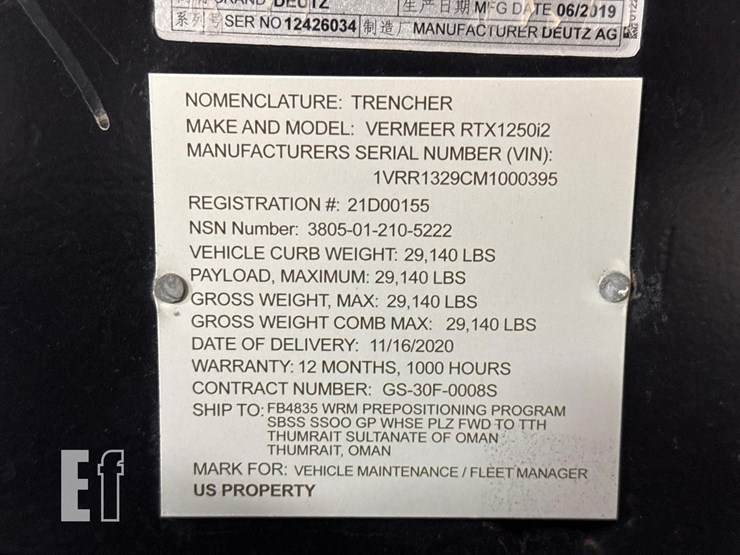 GRAND DEUTZ 生产日期 MFG DATE 06/2019
系列号 SER NO 12426034 制造厂 MANUFACTURER DEUTZ AG
NOMENCLATURE: TRENCHER
MAKE AND MODEL: VERMEER RTX1250i2
MANUFACTURERS SERIAL NUMBER (VIN):
1VRR1329CM1000395
REGISTRATION #: 21D00155
NSN Number: 3805-01-210-5222
VEHICLE CURB WEIGHT: 29,140 LBS
PAYLOAD, MAXIMUM: 29,140 LBS
GROSS WEIGHT, MAX: 29,140 LBS
GROSS WEIGHT COMB MAX: 29,140 LBS
DATE OF DELIVERY: 11/16/2020
WARRANTY: 12 MONTHS, 1000 HOURS
CONTRACT NUMBER: GS-30F-0008S
SHIP TO: FB4835 WRM PREPOSITIONING PROGRAM
SBSS SSOO GP WHSE PLZ FWD TO TTH
THUMRAIT SULTANATE OF OMAN
THUMRAIT, OMAN
MARK FOR: VEHICLE MAINTENANCE / FLEET MANAGER
US PROPERTY
Ef